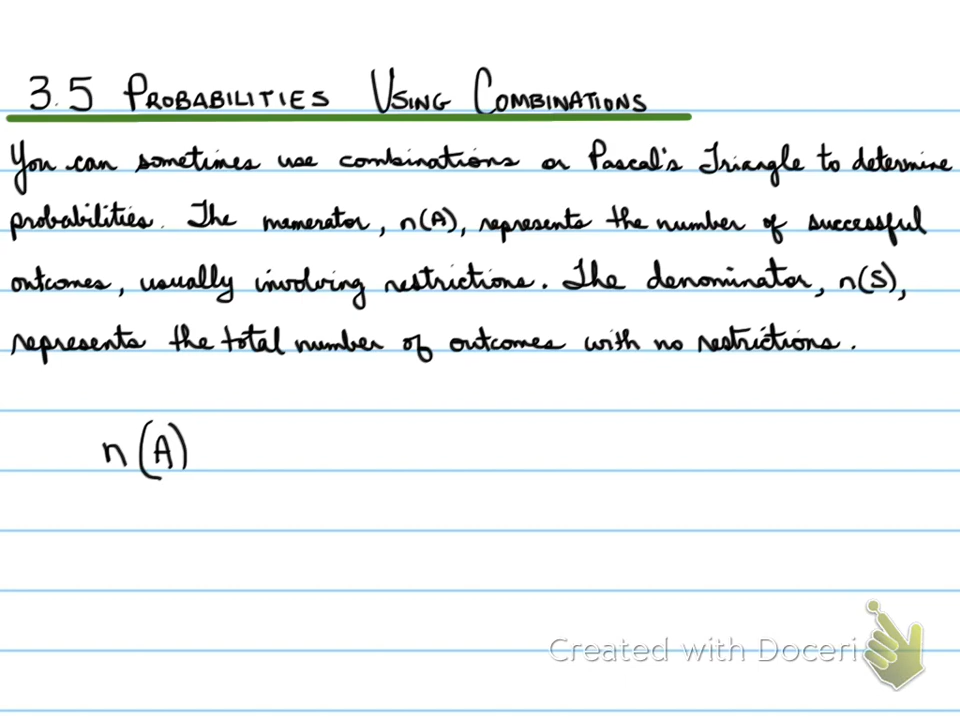 3.5 PROBABILITIES USING COMBINATIONS
You can sometimes use combinations or Pascal's Triangle to determine
probabilities. The numerator, n(A), represents the number of successful
outcomes, usually involving restrictions. The denominator, n(S),
represents the total number of outcomes with no restrictions.
n(A)
Created with Doceri